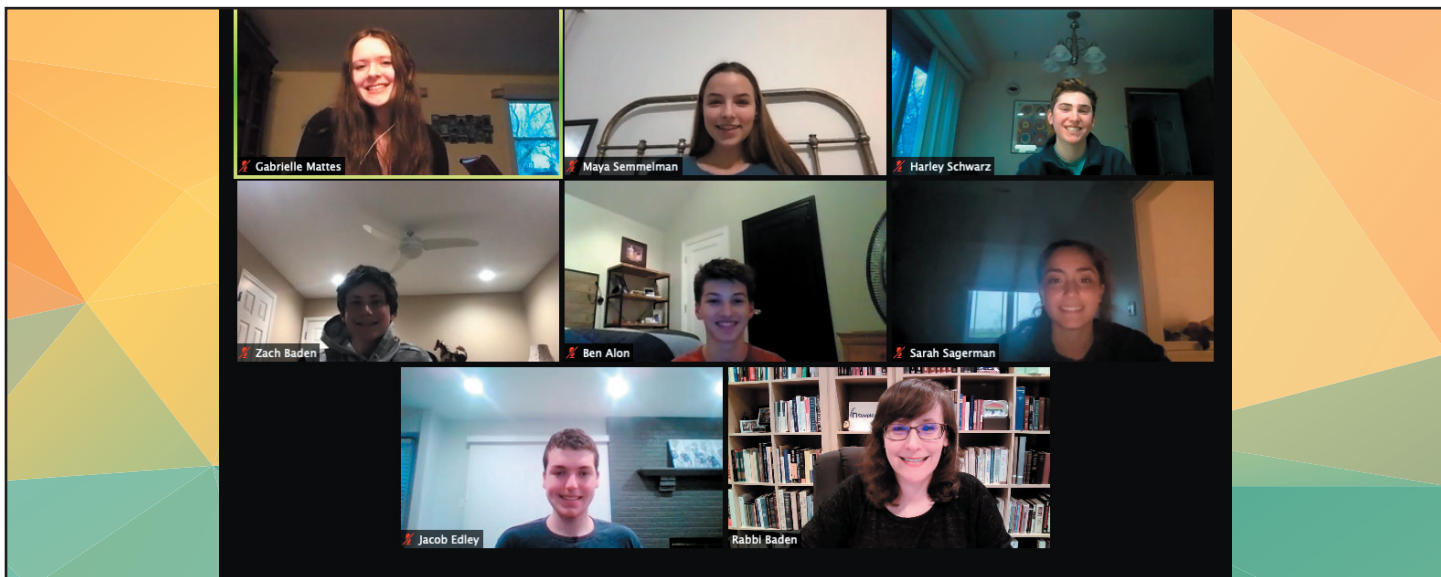 Gabrielle Mattes
Maya Semmelman
Harley Schwarz
Zach Baden
Ben Alon
Sarah Sagerman
Jacob Edley
Rabbi Baden